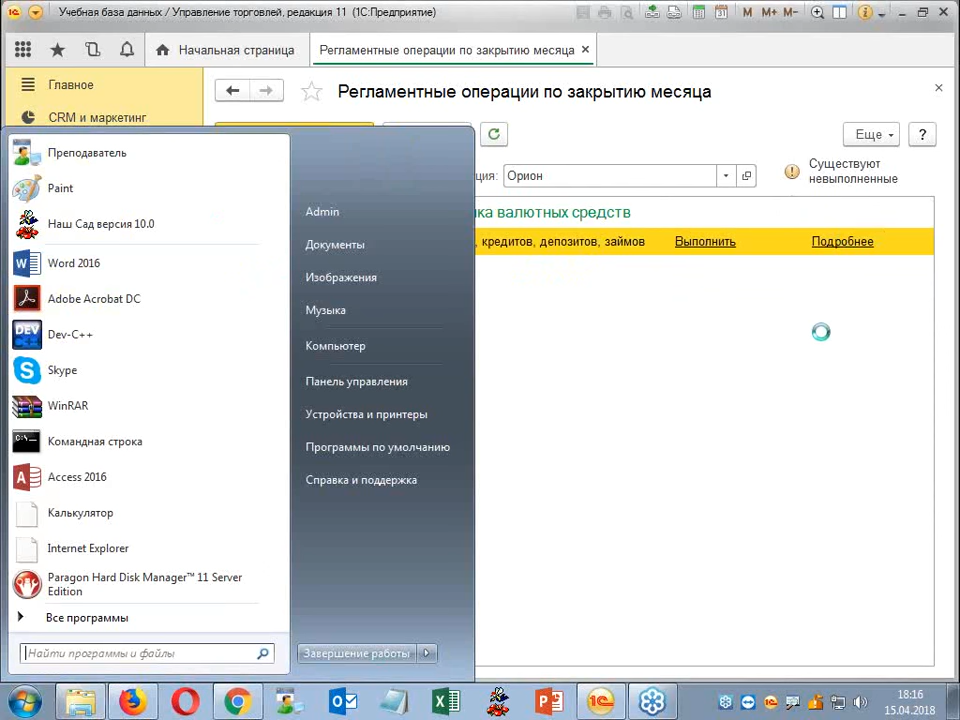 Учебная база данных / Управление торговлей, редакция 11 (1С:Предприятие)
M M+ M-
Начальная страница
Регламентные операции по закрытию месяца ×
Главное
CRM и маркетинг
Регламентные операции по закрытию месяца
Еще
?
ция: Орион
Существуют
невыполненные
ка валютных средств
, кредитов, депозитов, займов Выполнить Подробнее
Преподаватель
Paint
Наш Сад версия 10.0
Word 2016
Adobe Acrobat DC
DEV
C++
Dev-C++
Skype
WinRAR
C:\
Командная строка
Access 2016
Калькулятор
Internet Explorer
Paragon Hard Disk Manager™ 11 Server
Edition
Все программы
Найти программы и файлы
Admin
Документы
Изображения
Музыка
Компьютер
Панель управления
Устройства и принтеры
Программы по умолчанию
Справка и поддержка
Завершение работы
18:16
15.04.2018